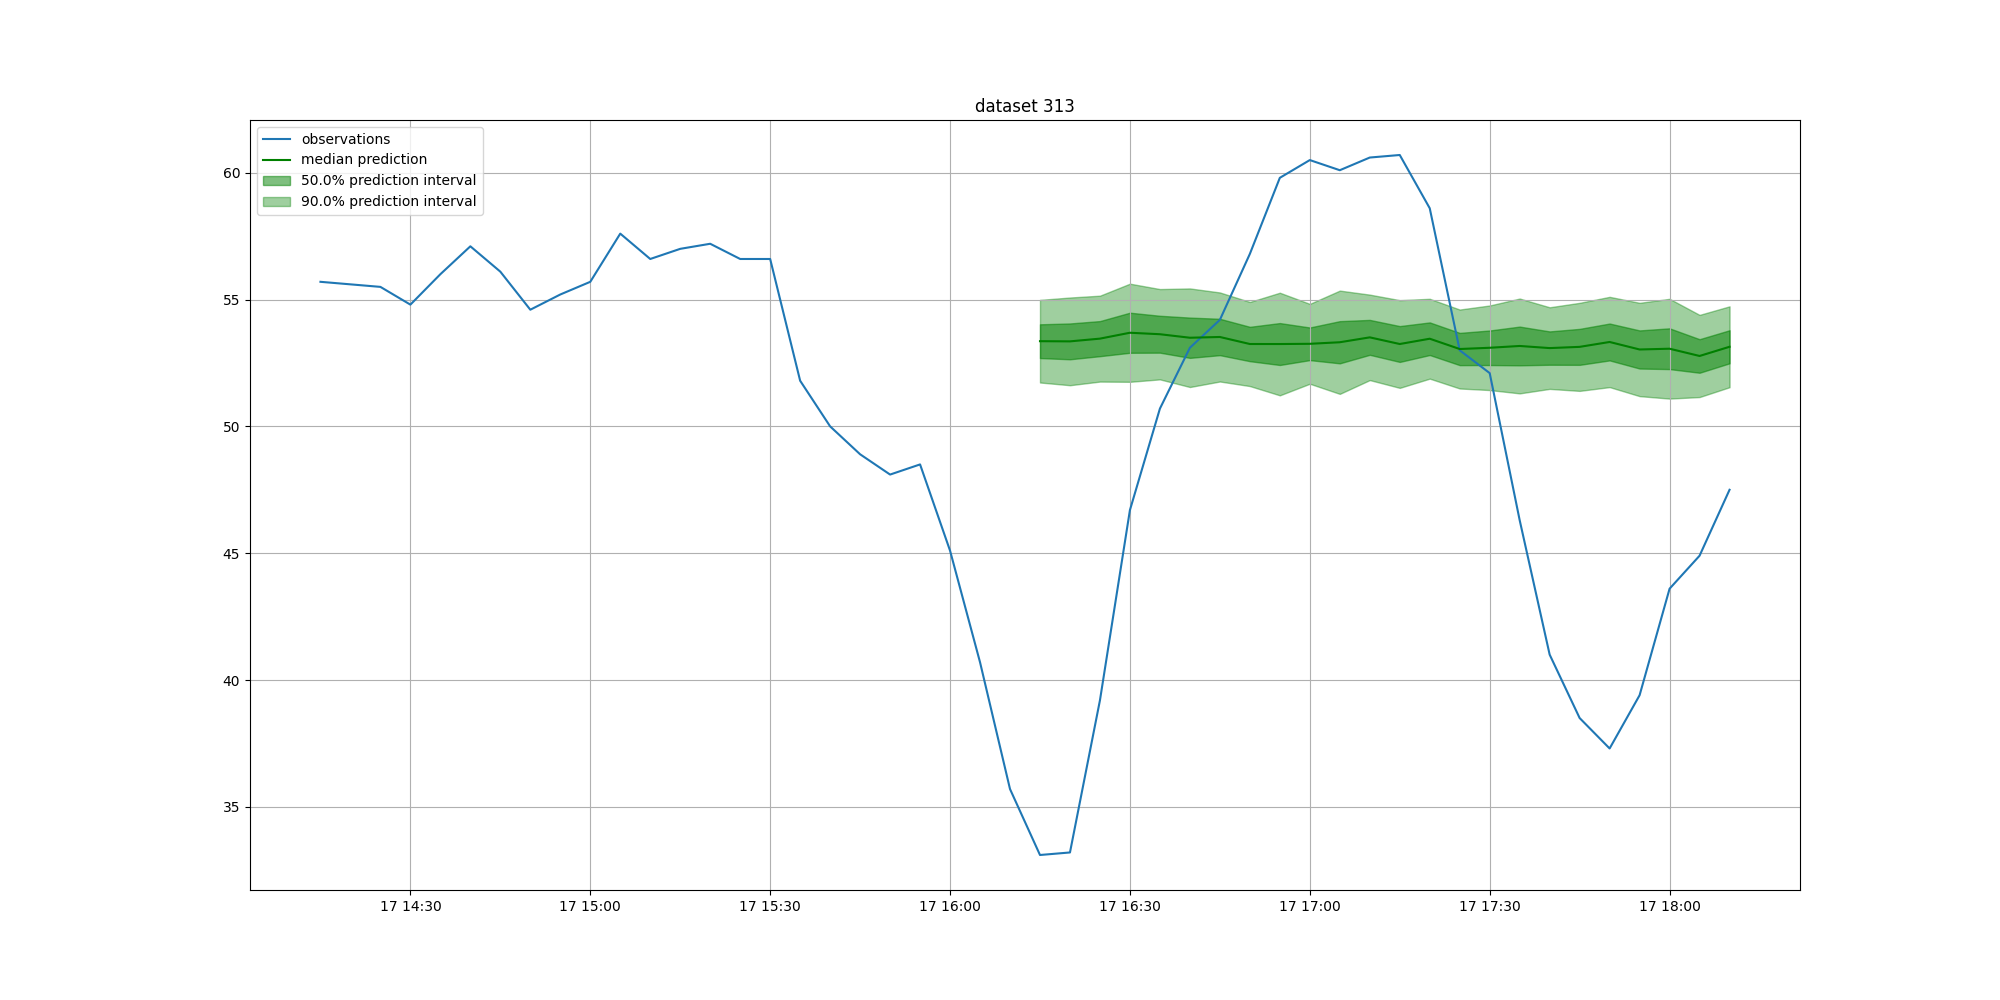 dataset 313
observations
median prediction
50.0% prediction interval
90.0% prediction interval
60
55
50
45
40
35
17 14:30
17 15:00
17 15:30
17 16:00
17 16:30
17 17:00
17 17:30
17 18:00